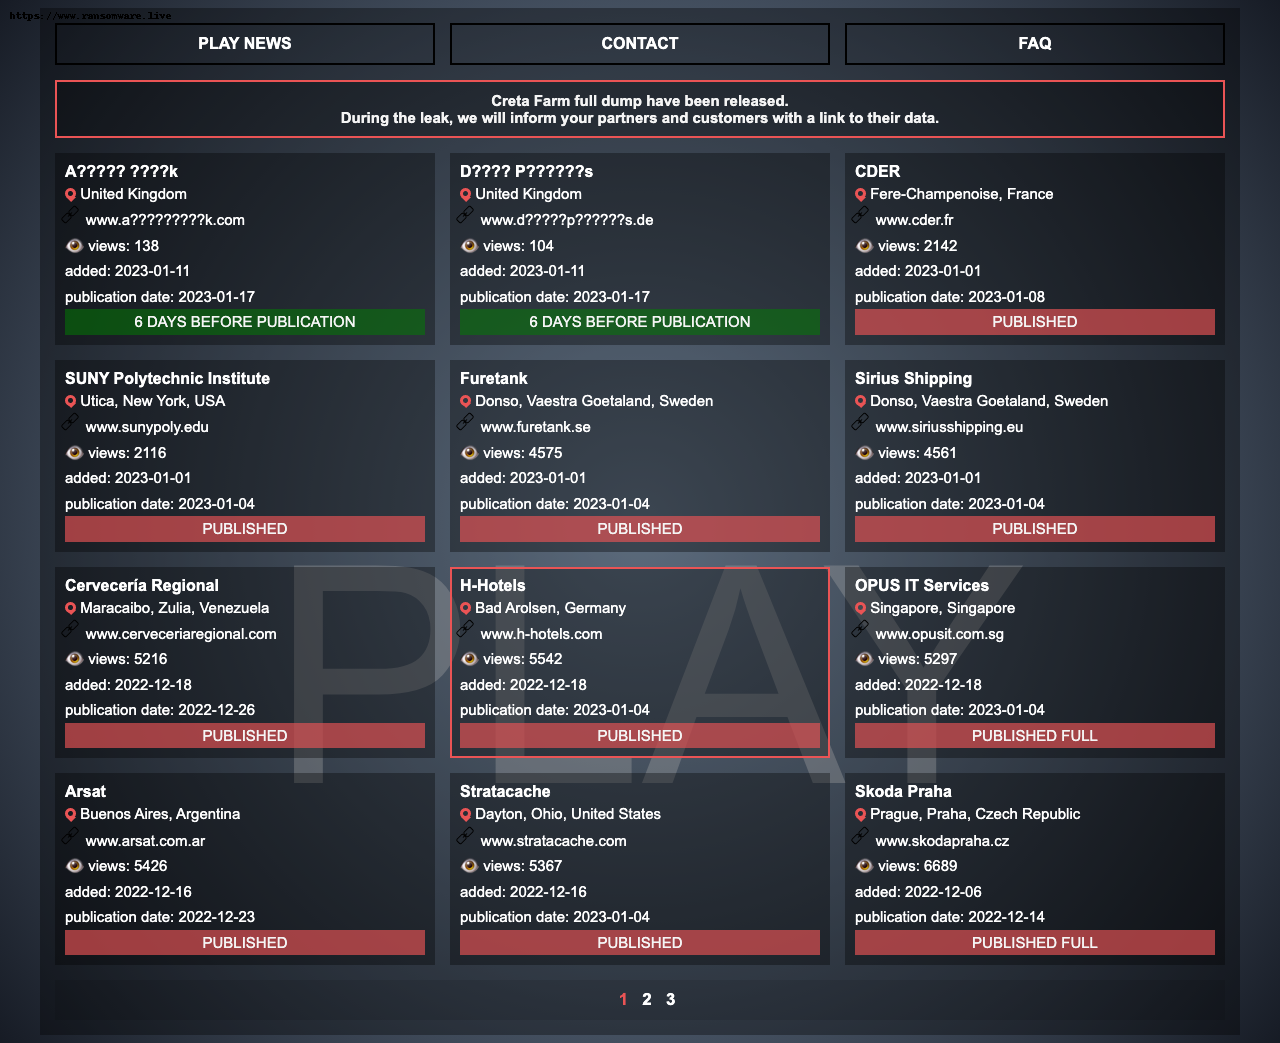 https://www.ransomware.live
PLAY NEWS
CONTACT
FAQ
Creta Farm full dump have been released.
During the leak, we will inform your partners and customers with a link to their data.
A????? ????k
United Kingdom
www.a?????????k.com
views: 138
added: 2023-01-11
publication date: 2023-01-17
6 DAYS BEFORE PUBLICATION
D???? P??????s
United Kingdom
www.d?????p??????s.de
views: 104
added: 2023-01-11
publication date: 2023-01-17
6 DAYS BEFORE PUBLICATION
CDER
Fere-Champenoise, France
www.cder.fr
views: 2142
added: 2023-01-01
publication date: 2023-01-08
PUBLISHED
SUNY Polytechnic Institute
Utica, New York, USA
www.sunypoly.edu
views: 2116
added: 2023-01-01
publication date: 2023-01-04
PUBLISHED
Furetank
Donso, Vaestra Goetaland, Sweden
www.furetank.se
views: 4575
added: 2023-01-01
publication date: 2023-01-04
PUBLISHED
Sirius Shipping
Donso, Vaestra Goetaland, Sweden
www.siriusshipping.eu
views: 4561
added: 2023-01-01
publication date: 2023-01-04
PUBLISHED
Cervecería Regional
Maracaibo, Zulia, Venezuela
www.cerveceriaregional.com
views: 5216
added: 2022-12-18
publication date: 2022-12-26
PUBLISHED
H-Hotels
Bad Arolsen, Germany
www.h-hotels.com
views: 5542
added: 2022-12-18
publication date: 2023-01-04
PUBLISHED
OPUS IT Services
Singapore, Singapore
www.opusit.com.sg
views: 5297
added: 2022-12-18
publication date: 2023-01-04
PUBLISHED FULL
PLAY
Arsat
Buenos Aires, Argentina
www.arsat.com.ar
views: 5426
added: 2022-12-16
publication date: 2022-12-23
PUBLISHED
Stratacache
Dayton, Ohio, United States
www.stratacache.com
views: 5367
added: 2022-12-16
publication date: 2023-01-04
PUBLISHED
Skoda Praha
Prague, Praha, Czech Republic
www.skodapraha.cz
views: 6689
added: 2022-12-06
publication date: 2022-12-14
PUBLISHED FULL
1 2 3